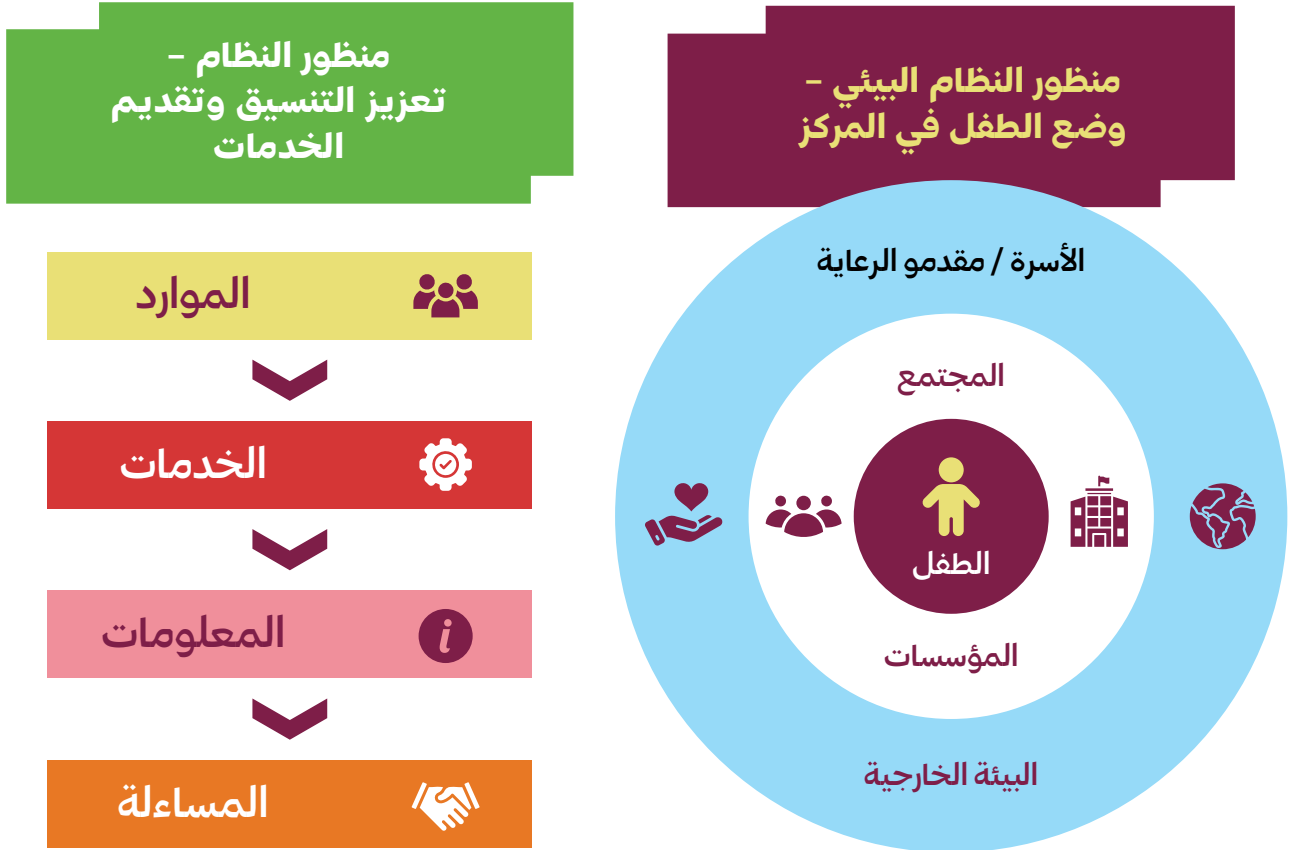 منظور النظام البيئي –
وضع الطفل في المركز
الأسرة / مقدمو الرعاية
المجتمع
الطفل
المؤسسات
البيئة الخارجية
منظور النظام –
تعزيز التنسيق وتقديم
الخدمات
الموارد
الخدمات
المعلومات
i
المساءلة